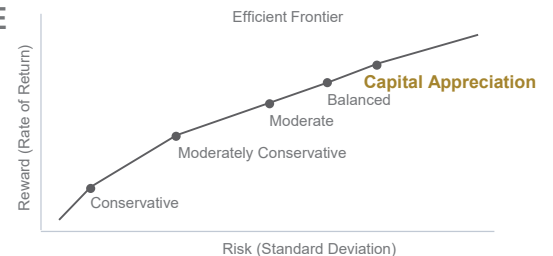 Efficient Frontier
Reward (Rate of Return)
Capital Appreciation
Balanced
Moderate
Moderately Conservative
Conservative
Risk (Standard Deviation)